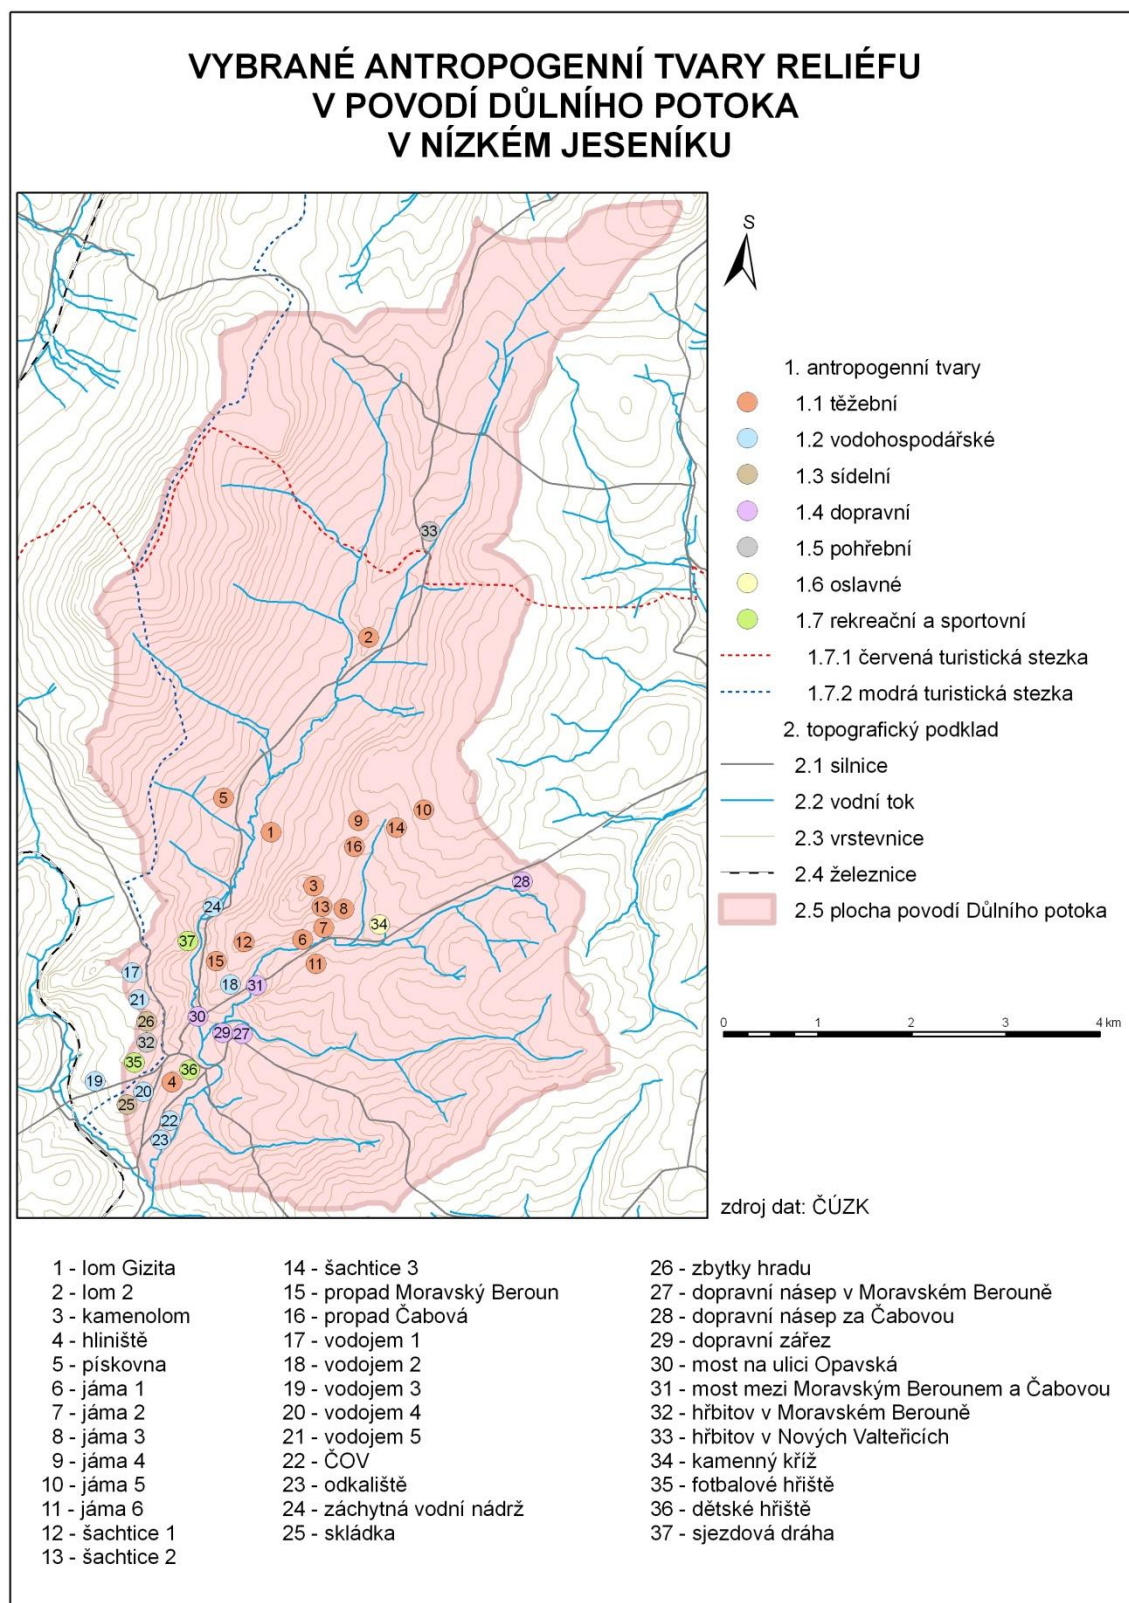 VYBRANÉ ANTROPOGENNÍ TVARY RELIÉFU
V POVODÍ DŮLNÍHO POTOKA
V NÍZKÉM JESENÍKU
S
1. antropogenní tvary
1.1 těžební
1.2 vodohospodářské
1.3 sídelní
1.4 dopravní
1.5 pohřební
1.6 oslavné
1.7 rekreační a sportovní
1.7.1 červená turistická stezka
1.7.2 modrá turistická stezka
2. topografický podklad
2.1 silnice
2.2 vodní tok
2.3 vrstevnice
2.4 železnice
2.5 plocha povodí Důlního potoka
0 1 2 3 4 km
33
2
5
10
9
14
1
16
28
3
24
13
8
34
7
37
12
6
15
11
17
18
31
21
30
26
29
27
32
35
36
19
4
20
25
22
23
zdroj dat: ČÚZK
1 - lom Gizita
2 - lom 2
3 - kamenolom
4 - hliniště
5 - pískovna
6 - jáma 1
7 - jáma 2
8 - jáma 3
9 - jáma 4
10 - jáma 5
11 - jáma 6
12 - šachtice 1
13 - šachtice 2
14 - šachtice 3
15 - propad Moravský Beroun
16 - propad Čabová
17 - vodojem 1
18 - vodojem 2
19 - vodojem 3
20 - vodojem 4
21 - vodojem 5
22 - ČOV
23 - odkaliště
24 - záchytná vodní nádrž
25 - skládka
26 - zbytky hradu
27 - dopravní násep v Moravském Berouně
28 - dopravní násep za Čabovou
29 - dopravní zářez
30 - most na ulici Opavská
31 - most mezi Moravským Berounem a Čabovou
32 - hřbitov v Moravském Berouně
33 - hřbitov v Nových Valteřicích
34 - kamenný kříž
35 - fotbalové hřiště
36 - dětské hřiště
37 - sjezdová dráha